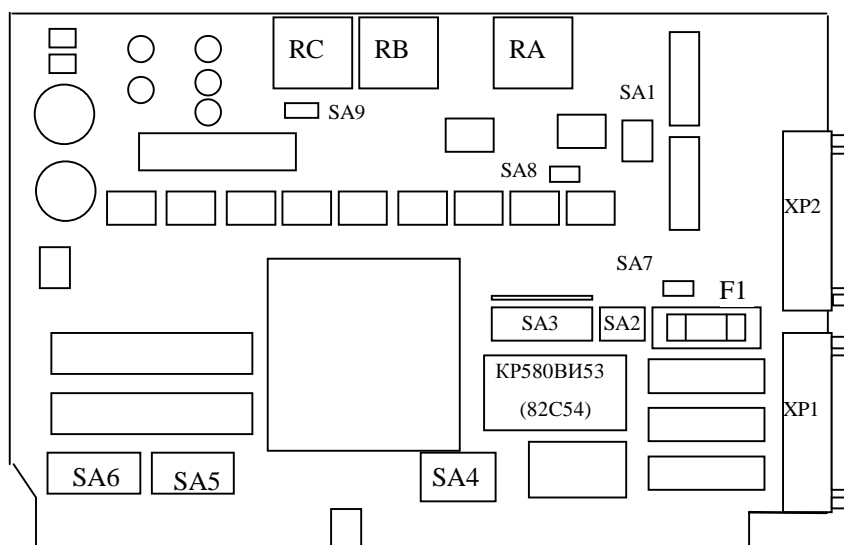 RC
RB
RA
SA1
SA9
SA8
XP2
SA7
F1
SA3
SA2
КР580ВИ53
(82C54)
XP1
SA6
SA5
SA4